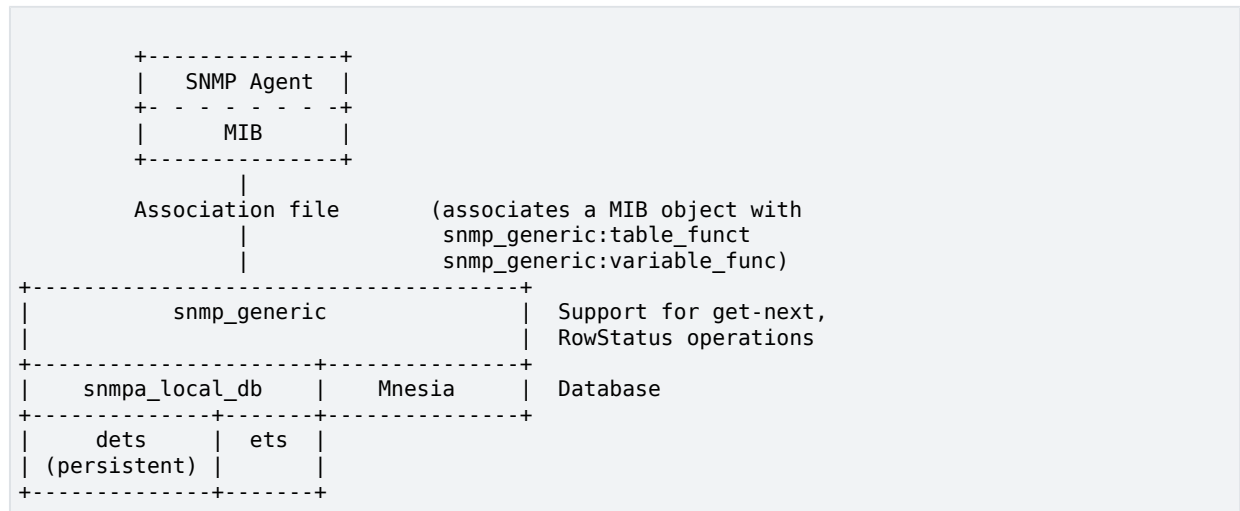 +---------------+
|   SNMP Agent  |
+- - - - - - - -+
|      MIB      |
+---------------+
|
Association file       (associates a MIB object with
|               snmp_generic:table_funct
|               snmp_generic:variable_func)
+--------------------------------------+
|           snmp_generic               |  Support for get-next,
|                                      |  RowStatus operations
+----------------------+---------------+
|    snmpa_local_db    |    Mnesia     |  Database
+--------------+-------+---------------+
|     dets     |  ets  |
| (persistent) |       |
+--------------+-------+